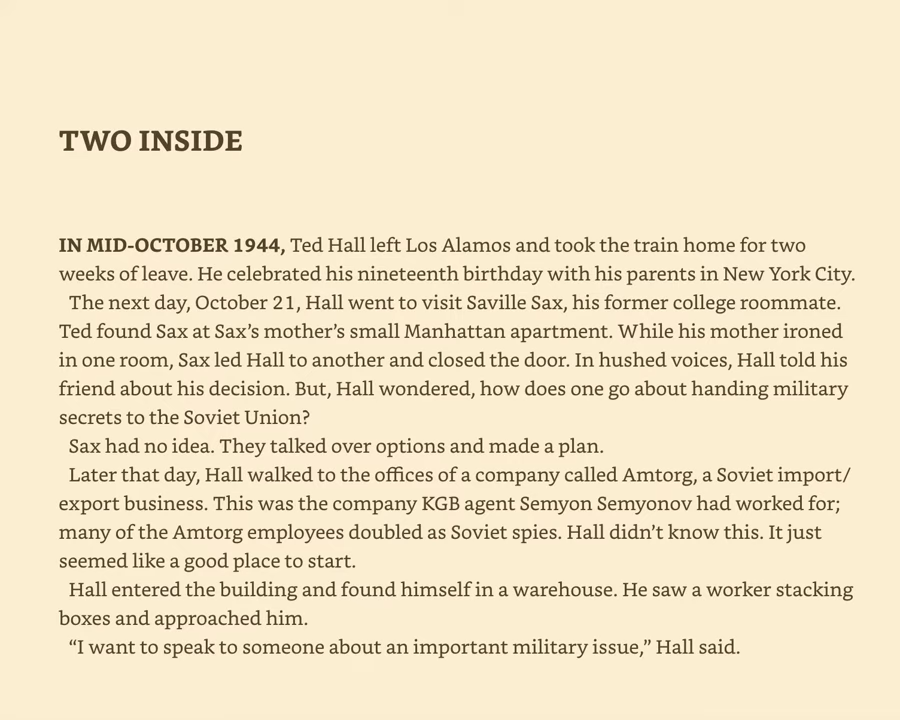 TWO INSIDE
IN MID-OCTOBER 1944, Ted Hall left Los Alamos and took the train home for two
weeks of leave. He celebrated his nineteenth birthday with his parents in New York City.
The next day, October 21, Hall went to visit Saville Sax, his former college roommate.
Ted found Sax at Sax’s mother’s small Manhattan apartment. While his mother ironed
in one room, Sax led Hall to another and closed the door. In hushed voices, Hall told his
friend about his decision. But, Hall wondered, how does one go about handing military
secrets to the Soviet Union?
Sax had no idea. They talked over options and made a plan.
Later that day, Hall walked to the offices of a company called Amtorg, a Soviet import/
export business. This was the company KGB agent Semyon Semyonov had worked for;
many of the Amtorg employees doubled as Soviet spies. Hall didn’t know this. It just
seemed like a good place to start.
Hall entered the building and found himself in a warehouse. He saw a worker stacking
boxes and approached him.
“I want to speak to someone about an important military issue,” Hall said.